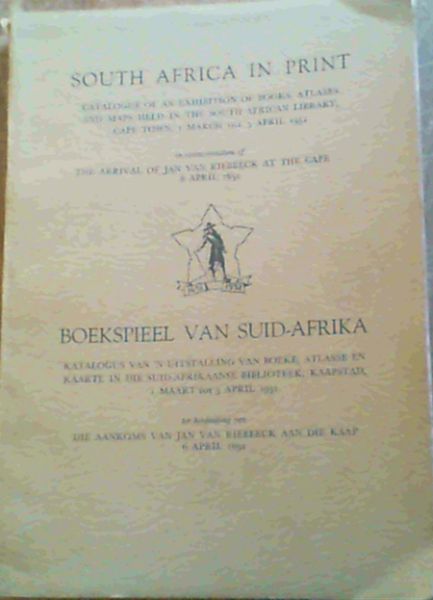 SOUTH AFRICA IN PRINT
CATALOGUE OF AN EXHIBITION OF BOOKS, ATLASES
AND MAPS HELD IN THE SOUTH AFRICAN LIBRARY,
CAPE TOWN, 1 MARCH TO 5 APRIL 1952
in commemoration of
THE ARRIVAL OF JAN VAN RIEBEECK AT THE CAPE
6 APRIL 1652
BOEKSPIEEL VAN SUID-AFRIKA
KATALOGUS VAN 'N UITSTALLING VAN BOEKE, ATLASSE EN
KAARTE IN DIE SUID-AFRIKAANSE BIBLIOTEEK, KAAPSTAD,
1 MAART tot 5 APRIL 1952
ter herdenking van
DIE AANKOMS VAN JAN VAN RIEBEECK AAN DIE KAAP
6 APRIL 1652